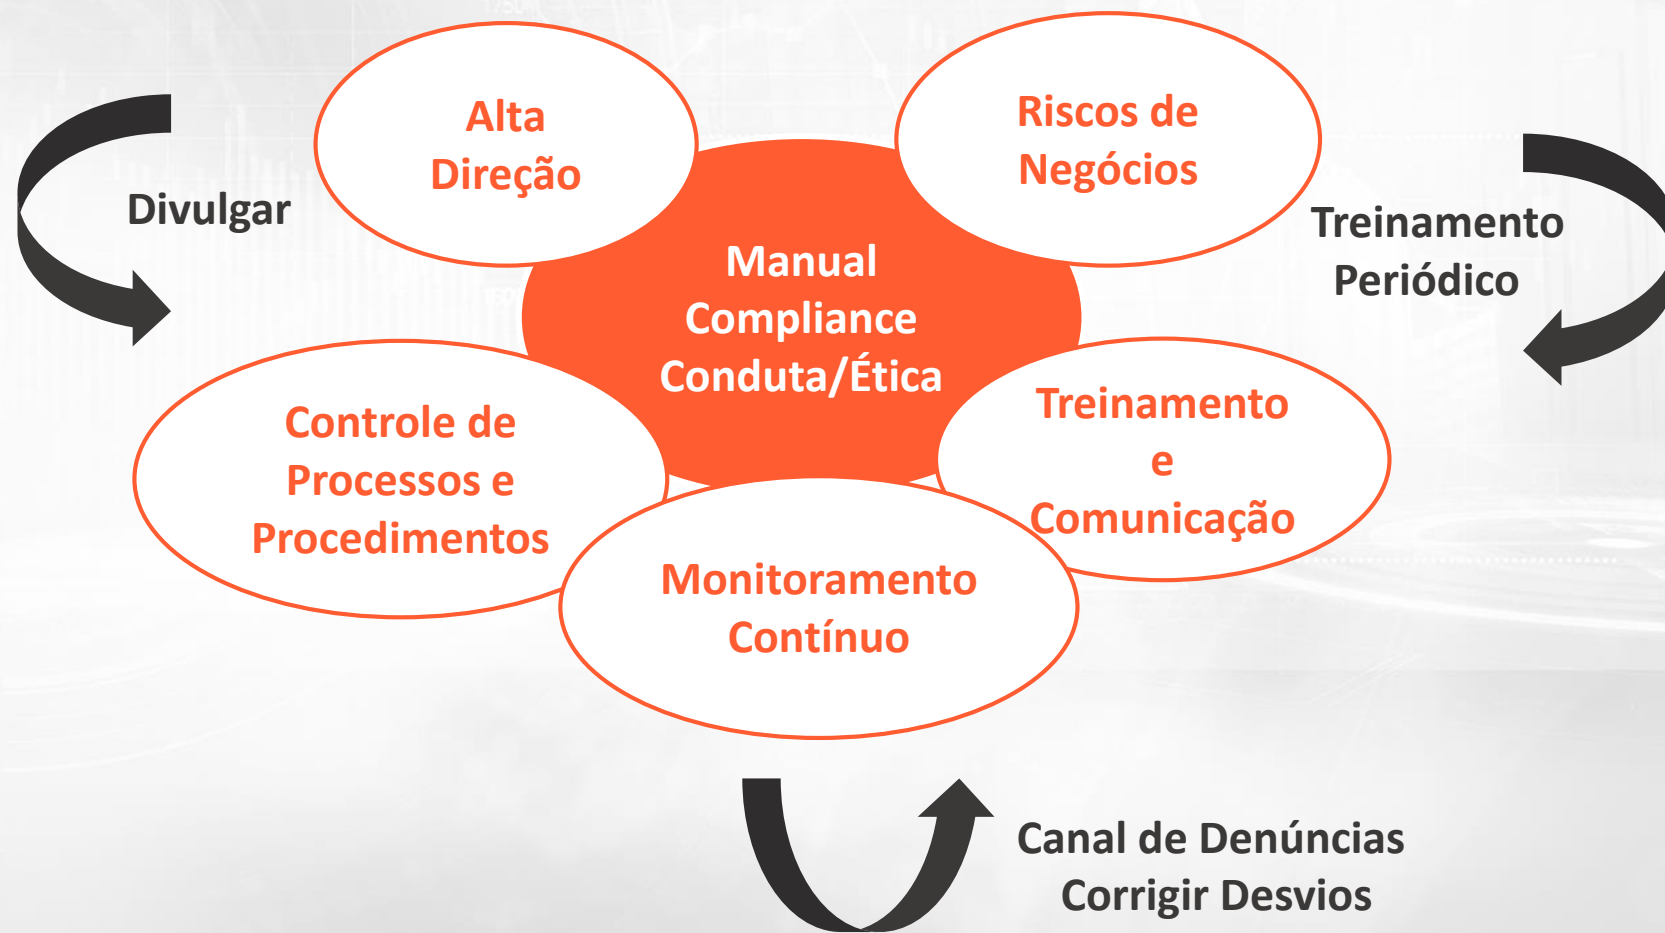 Alta
Direção
Riscos de
Negócios
Divulgar
Treinamento
Periódico
Manual
Compliance
Conduta/Ética
Controle de
Processos e
Procedimentos
Treinamento
e
Comunicação
Monitoramento
Contínuo
Canal de Denúncias
Corrigir Desvios